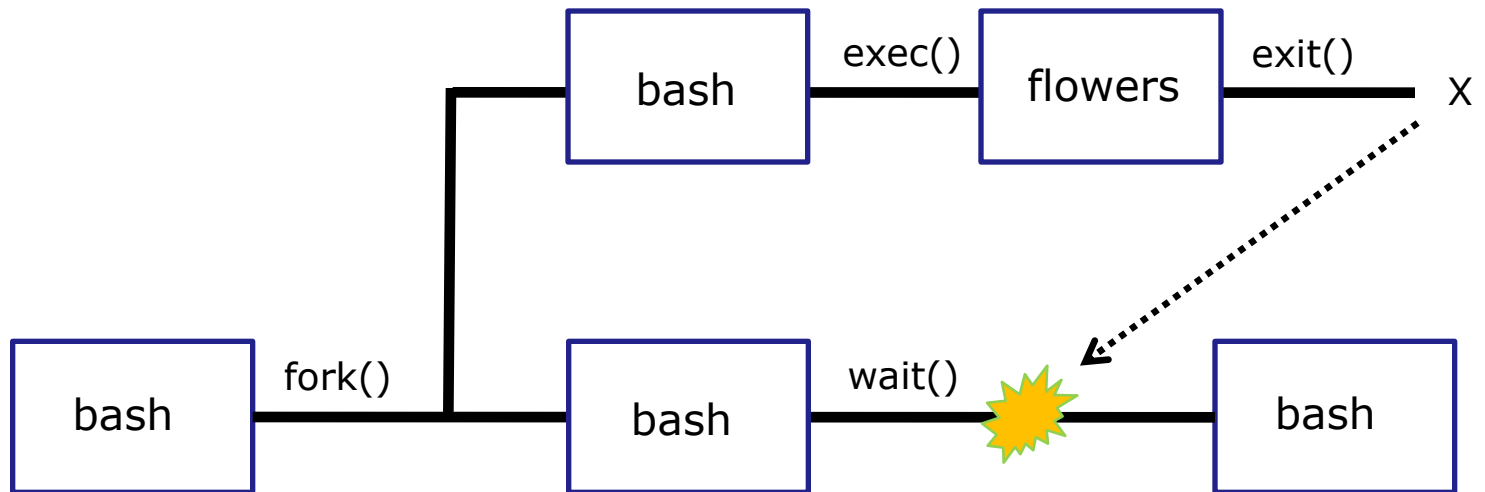 bash
exec()
flowers
exit()
X
bash
fork()
bash
wait()
bash